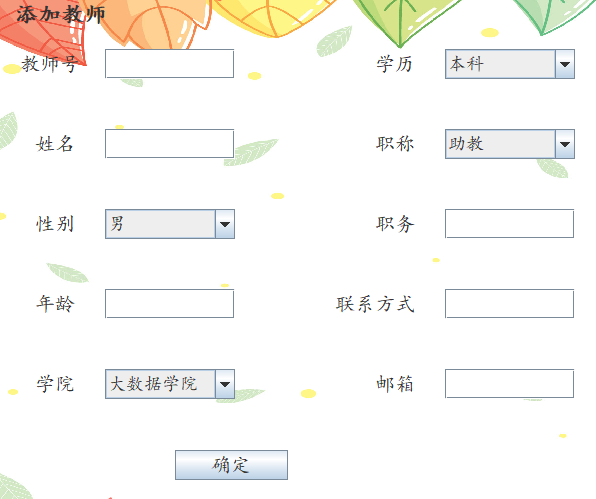 添加教师
教师号
学历 本科
姓名
职称 助教
性别 男
职务
年龄
联系方式
学院 大数据学院
邮箱
确定